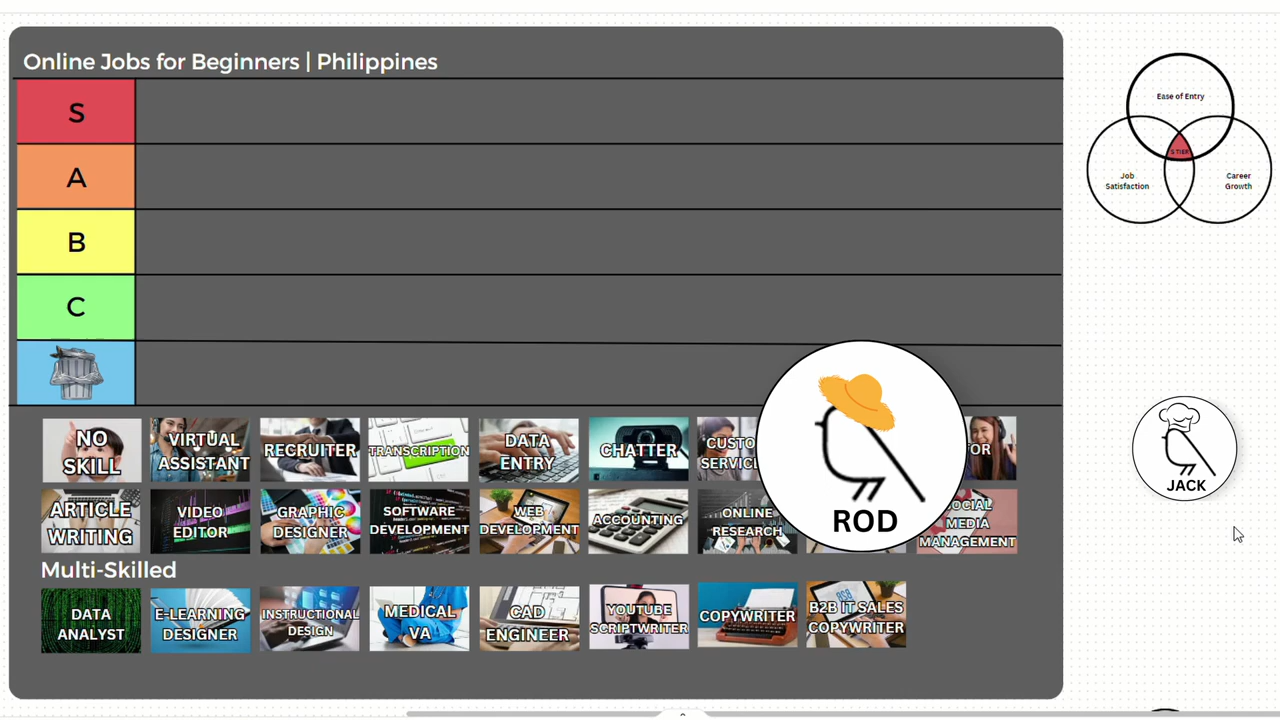 Online Jobs for Beginners | Philippines
S
A
B
C
Ease of Entry
S TIER
Job
Satisfaction
Career
Growth
NO
SKILL
VIRTUAL
ASSISTANT
RECRUITER
TRANSCRIPTION
DATA
ENTRY
CHATTER
ROD
JACK
ARTICLE
WRITING
VIDEO
EDITOR
GRAPHIC
DESIGNER
SOFTWARE
DEVELOPMENT
WEB
DEVELOPMENT
ACCOUNTING
ONLINE
RESEARCH
SOCIAL
MEDIA
MANAGEMENT
Multi-Skilled
DATA
ANALYST
E-LEARNING
DESIGNER
INSTRUCTIONAL
DESIGN
MEDICAL
VA
CAD
ENGINEER
YOUTUBE
SCRIPTWRITER
COPYWRITER
B2B IT SALES
COPYWRITER